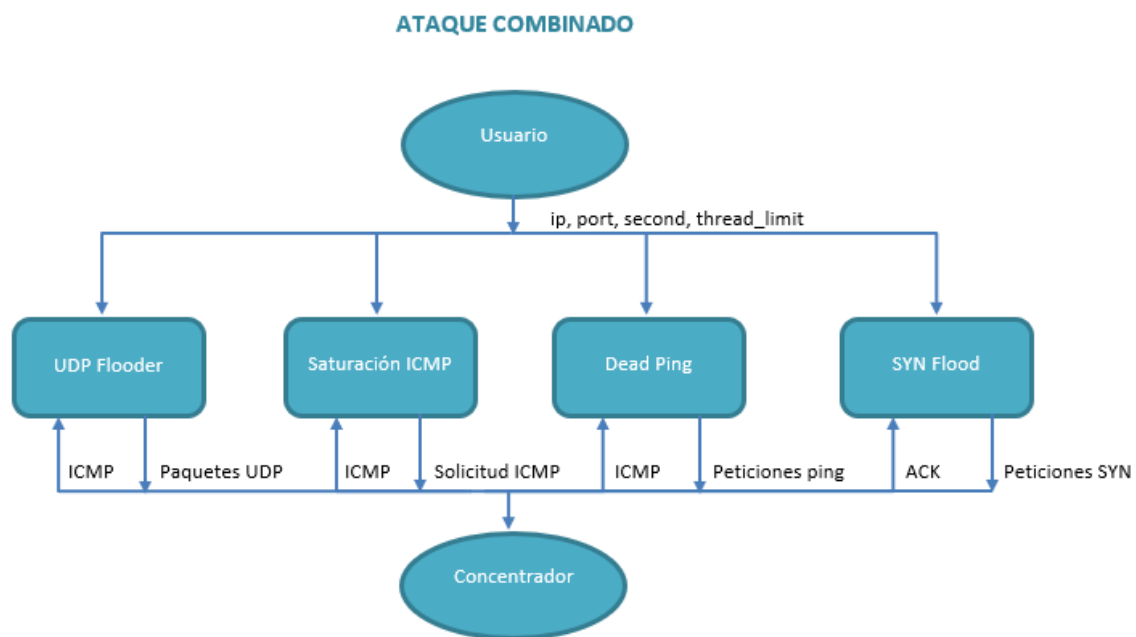 ATAQUE COMBINADO
Usuario
ip, port, second, thread_limit
UDP Flooder
Saturación ICMP
Dead Ping
SYN Flood
ICMP
Paquetes UDP
ICMP
Solicitud ICMP
ICMP
Peticiones ping
ACK
Peticiones SYN
Concentrador